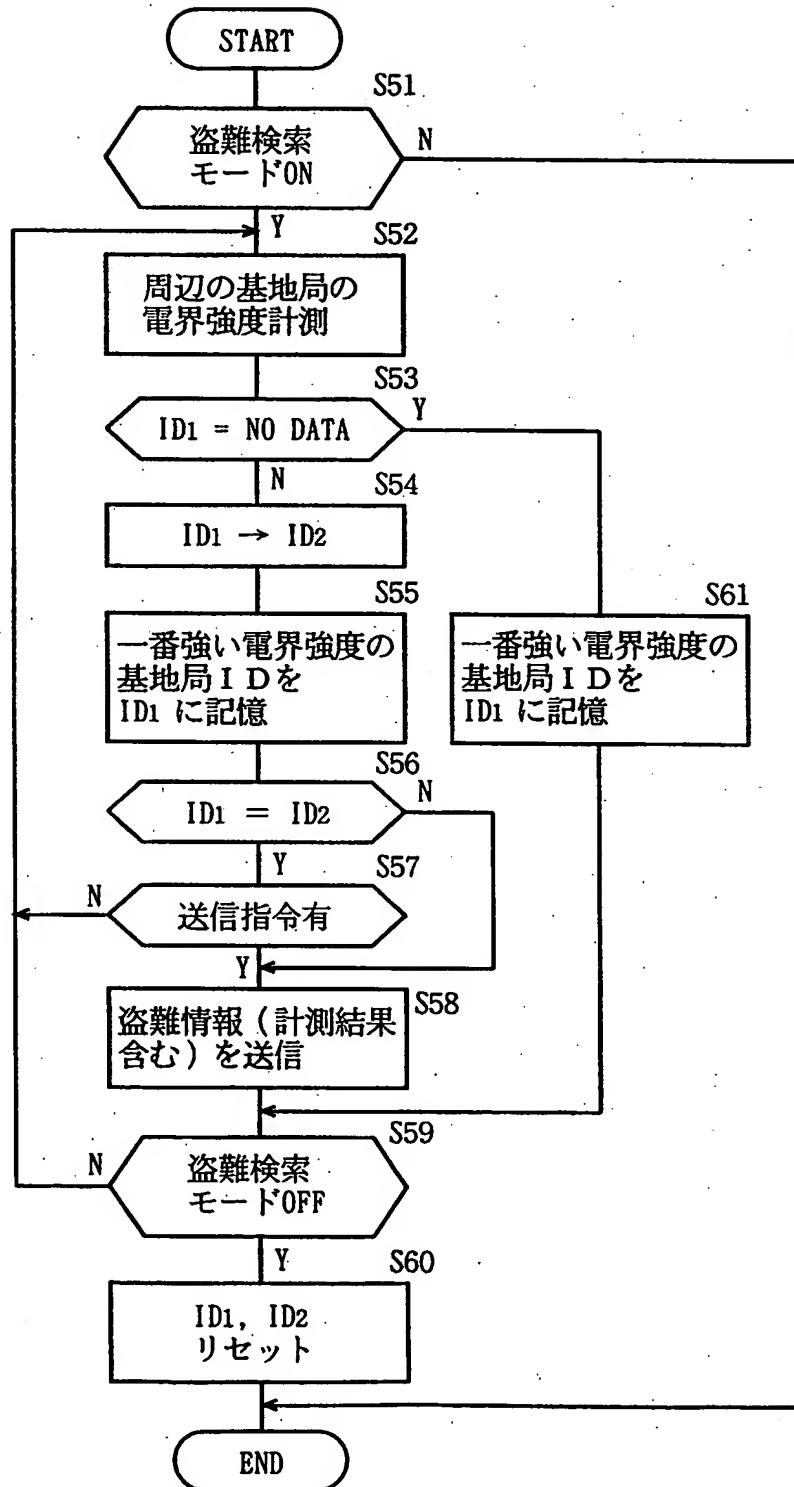 START
S51
盗難検索
モードON
N
Y
S52
周辺の基地局の
電界強度計測
S53
ID1 = NO DATA
Y
N
S54
ID1 → ID2
S55
一番強い電界強度の
基地局IDを
ID1 に記憶
S61
一番強い電界強度の
基地局IDを
ID1 に記憶
S56
ID1 = ID2
N
Y
S57
N
送信指令有
Y
S58
盗難情報(計測結果
含む)を送信
S59
N
盗難検索
モードOFF
Y
S60
ID1, ID2
リセット
END